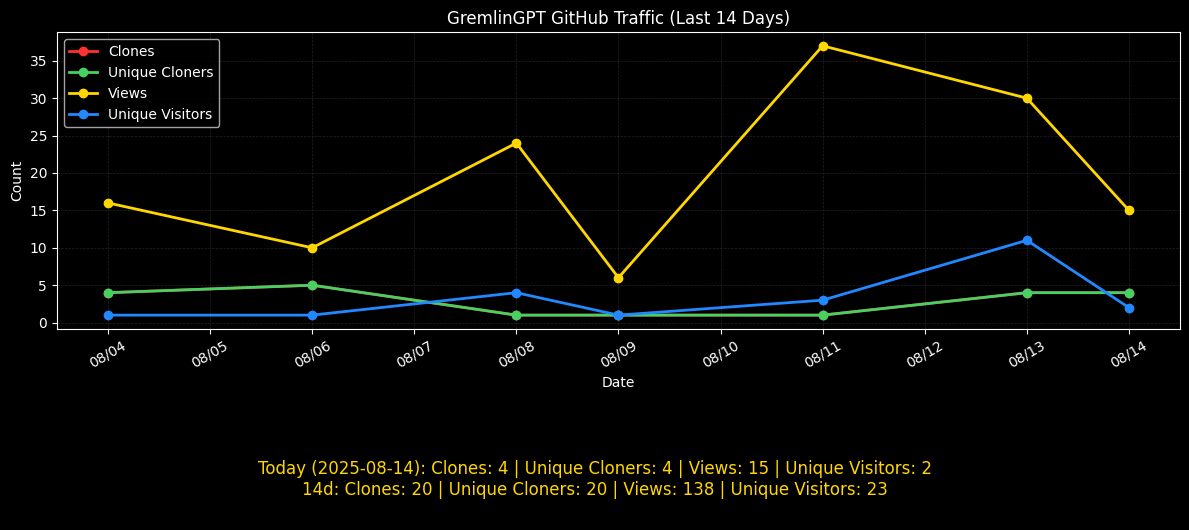 GremlinGPT GitHub Traffic (Last 14 Days)
Clones
Unique Cloners
Views
Unique Visitors
Count
35
30
25
20
15
10
5
0
08/04 08/05 08/06 08/07 08/08 08/09 08/10 08/11 08/12 08/13 08/14
Date
Today (2025-08-14): Clones: 4 | Unique Cloners: 4 | Views: 15 | Unique Visitors: 2
14d: Clones: 20 | Unique Cloners: 20 | Views: 138 | Unique Visitors: 23